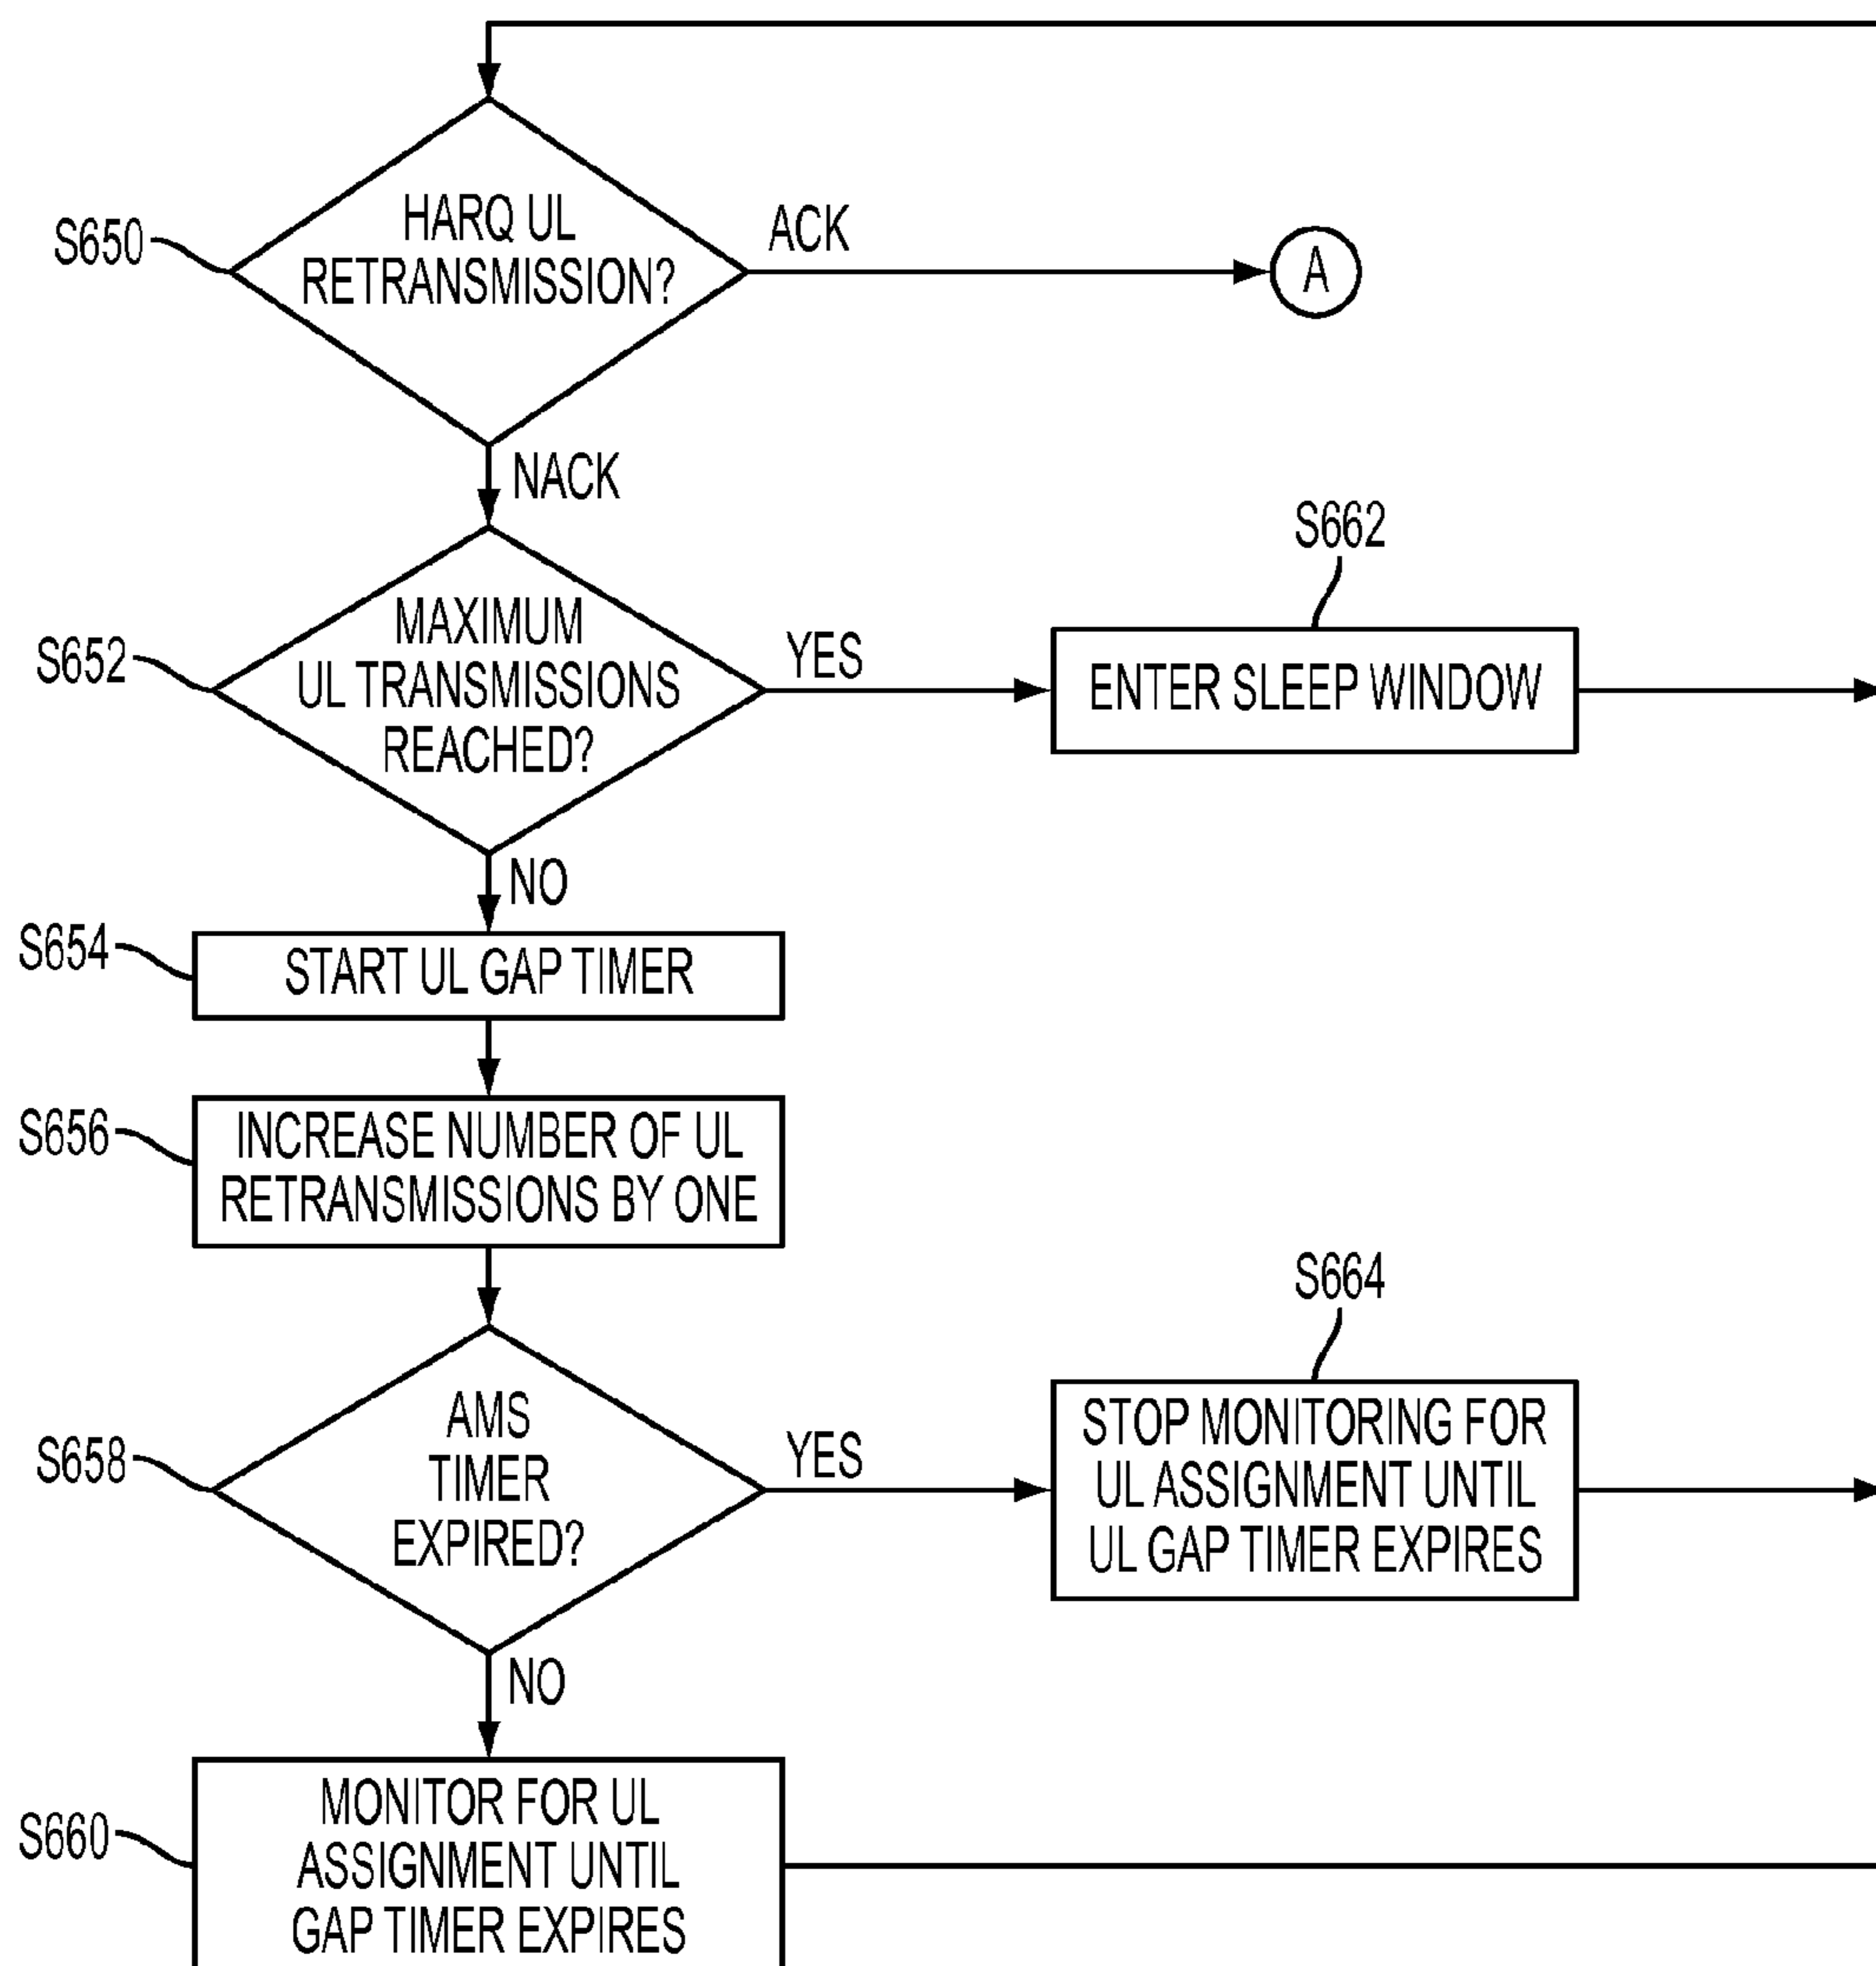 S650
HARQ UL
RETRANSMISSION?
ACK
A
NACK
S652
MAXIMUM
UL TRANSMISSIONS
REACHED?
YES
S662
ENTER SLEEP WINDOW
NO
S654
START UL GAP TIMER
S656
INCREASE NUMBER OF UL
RETRANSMISSIONS BY ONE
S658
AMS
TIMER
EXPIRED?
YES
S664
STOP MONITORING FOR
UL ASSIGNMENT UNTIL
UL GAP TIMER EXPIRES
NO
S660
MONITOR FOR UL
ASSIGNMENT UNTIL
GAP TIMER EXPIRES